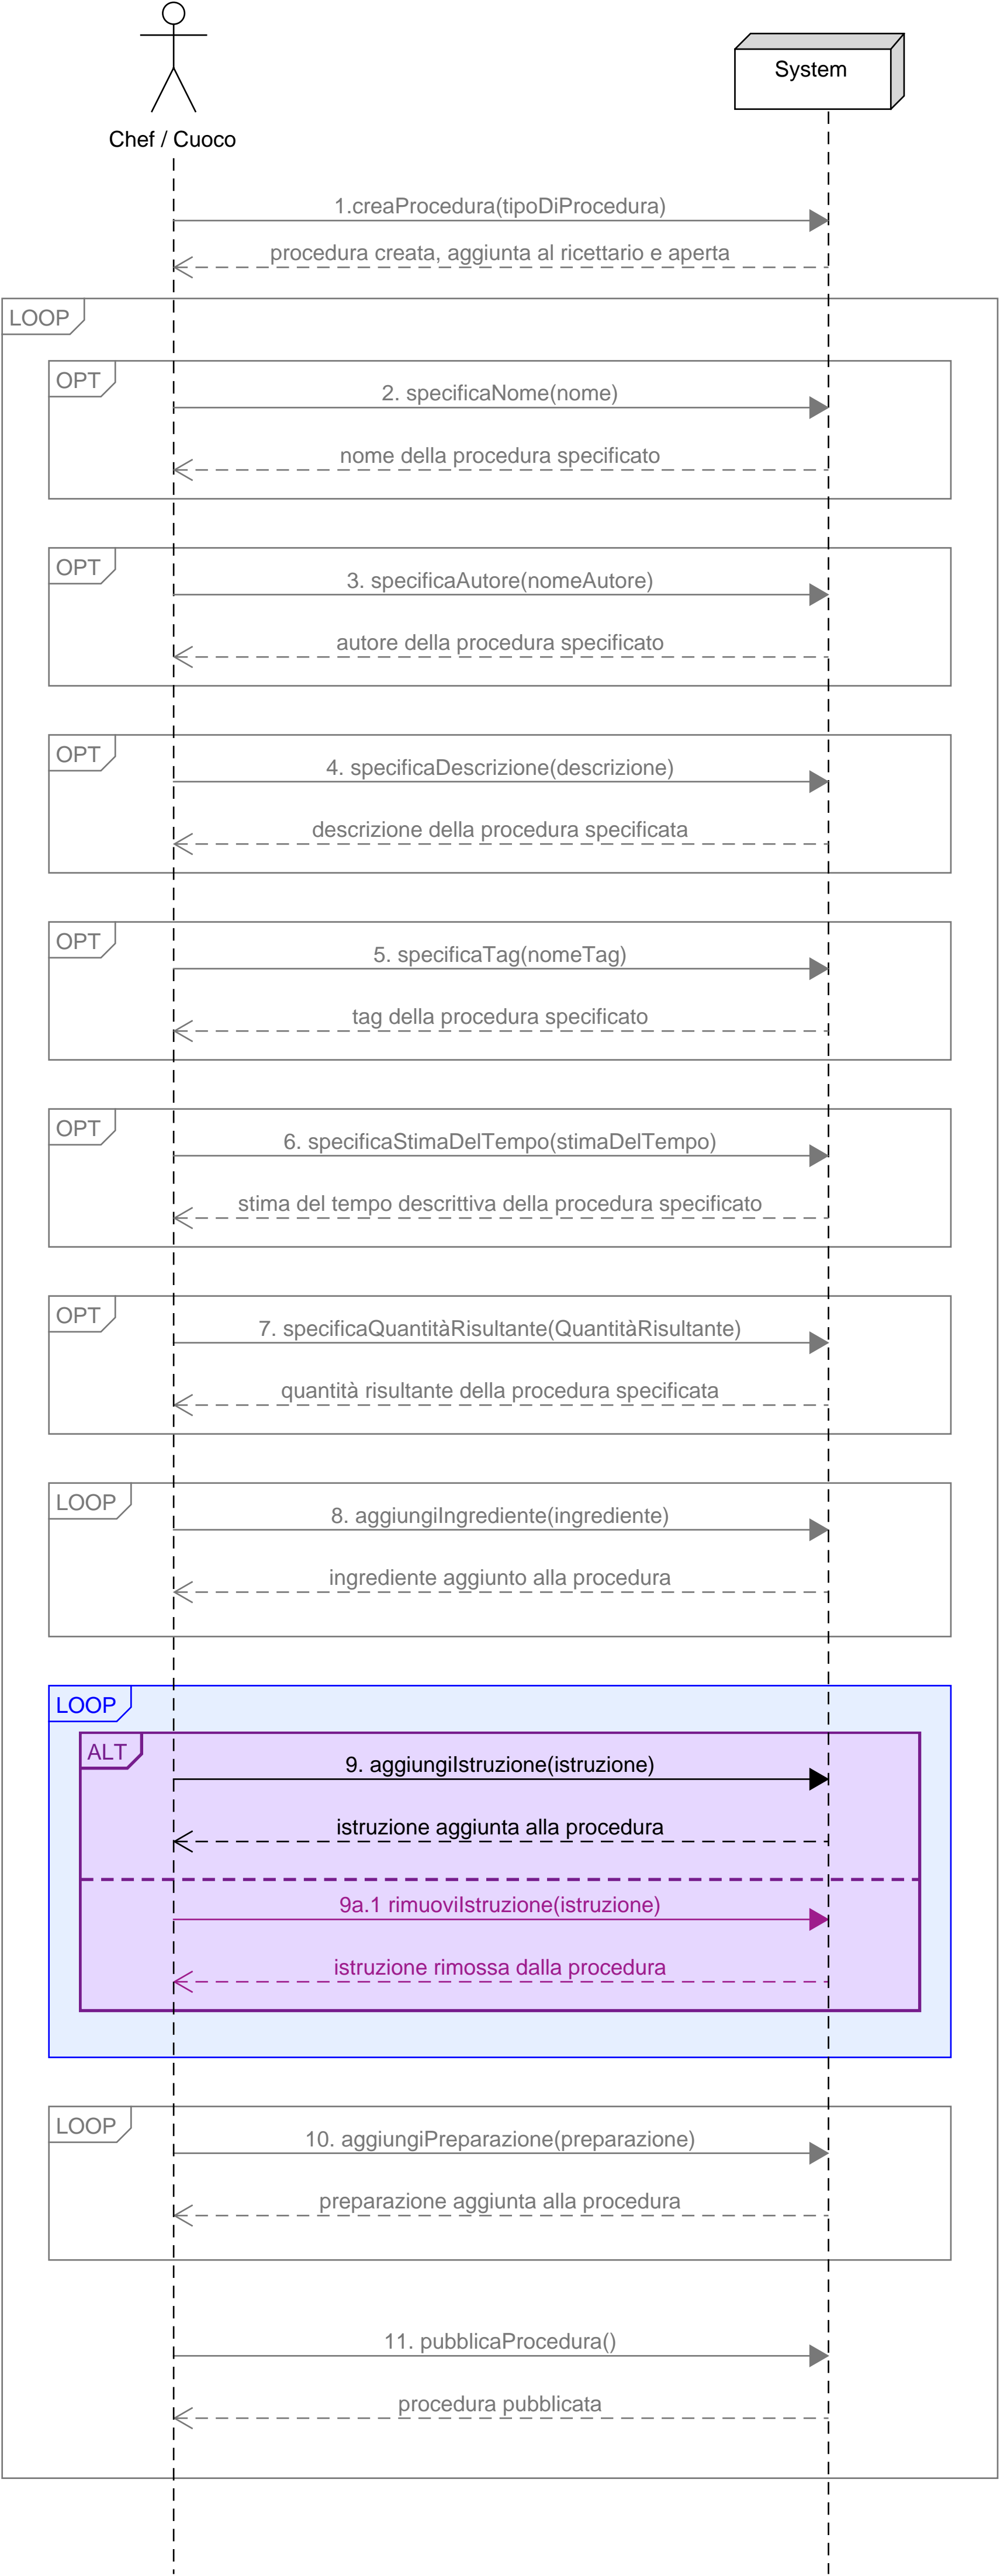 System
Chef / Cuoco
1.creaProcedura(tipoDiProcedura)
procedura creata, aggiunta al ricettario e aperta
LOOP
OPT
2. specificaNome(nome)
nome della procedura specificato
OPT
3. specificaAutore(nomeAutore)
autore della procedura specificato
OPT
4. specificaDescrizione(descrizione)
descrizione della procedura specificata
OPT
5. specificaTag(nomeTag)
tag della procedura specificato
OPT
6. specificaStimaDelTempo(stimaDelTempo)
stima del tempo descrittiva della procedura specificato
OPT
7. specificaQuantitàRisultante(QuantitàRisultante)
quantità risultante della procedura specificata
LOOP
8. aggiungiIngrediente(ingrediente)
ingrediente aggiunto alla procedura
LOOP
ALT
9. aggiungiIstruzione(istruzione)
istruzione aggiunta alla procedura
9a.1 rimuoviIstruzione(istruzione)
istruzione rimossa dalla procedura
LOOP
10. aggiungiPreparazione(preparazione)
preparazione aggiunta alla procedura
11. pubblicaProcedura()
procedura pubblicata